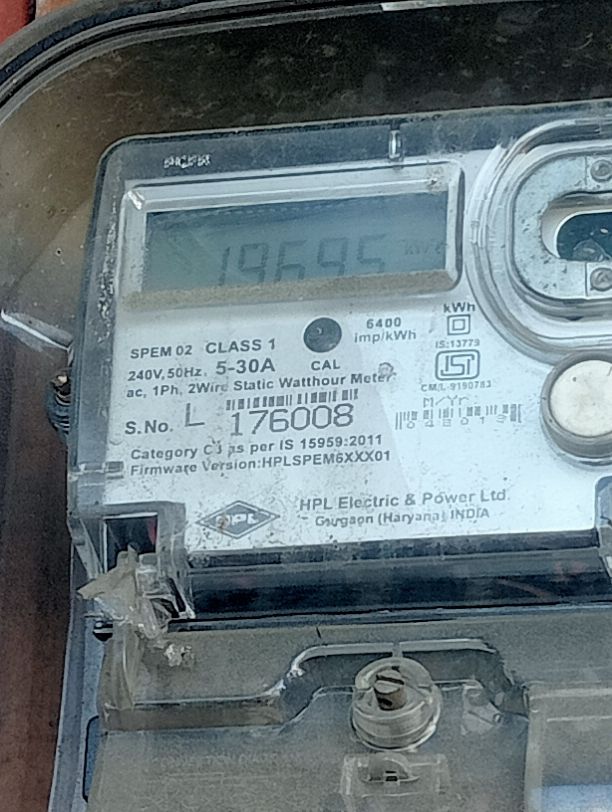 19695 kWh
6400
imp/kWh
kWh
SPEM 02 CLASS 1
IS:13779
240V, 50Hz, 5-30A
CAL
ac, 1Ph, 2Wire Static Watthour Meter
CM/L-9190783
M/Yr
S.No. L 176008
Category C1 as per IS 15959:2011
Firmware Version:HPLSPEM6XXX01
HPL Electric & Power Ltd.
Gurgaon (Haryana) INDIA